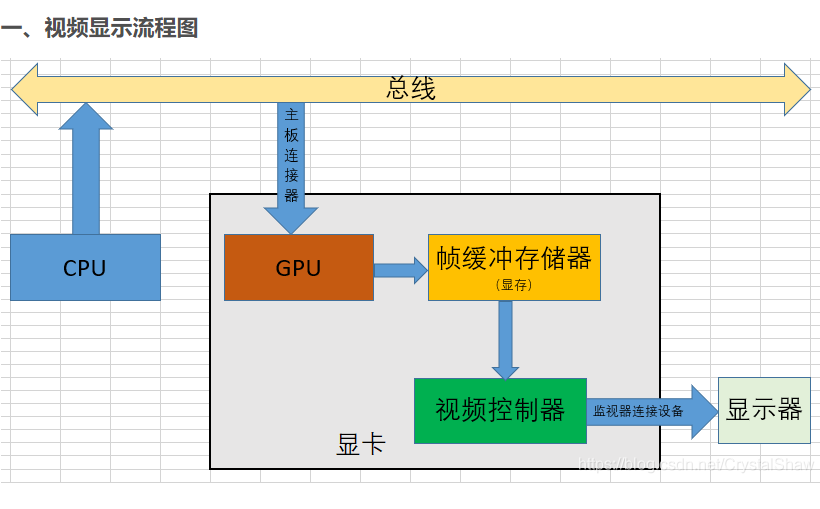 一、视频显示流程图
总线
主板连接器
CPU
GPU
帧缓冲存储器
（显存）
视频控制器
监视器连接设备
显示器
显卡
https://blog.csdn.net/CrystalShaw